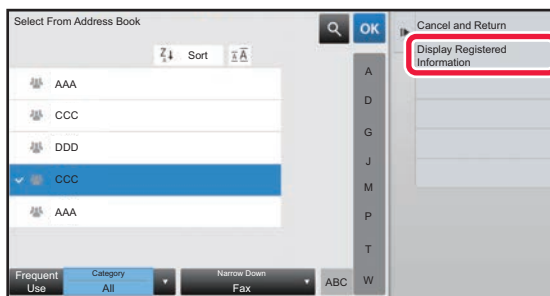 Select From Address Book
OK
Cancel and Return
Display Registered
Information
Z A Sort A A
A
AAA
D
CCC
G
DDD
J
CCC
M
AAA
P
T
Frequent
Use
Category
All
Narrow Down
Fax
ABC
W